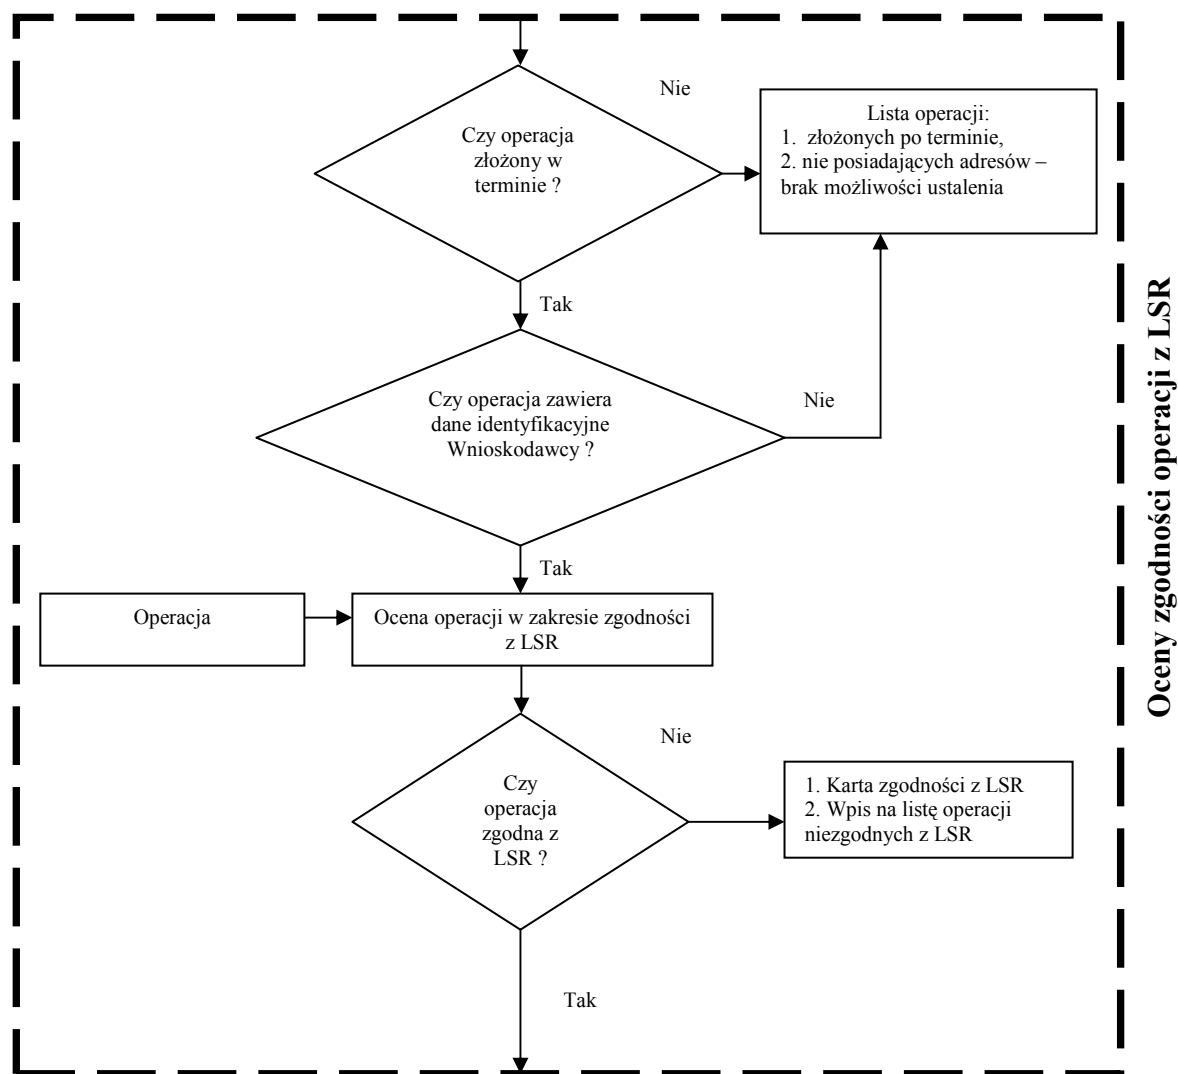 Nie
Czy operacja
złożony w
terminie ?
Lista operacji:
1. złożonych po terminie,
2. nie posiadających adresów –
brak możliwości ustalenia
Tak
Czy operacja zawiera
dane identyfikacyjne
Wnioskodawcy ?
Nie
Tak
Operacja
Ocena operacji w zakresie zgodności
z LSR
Nie
Czy
operacja
zgodna z
LSR ?
1. Karta zgodności z LSR
2. Wpis na listę operacji
niezgodnych z LSR
Tak
Oceny zgodności operacji z LSR